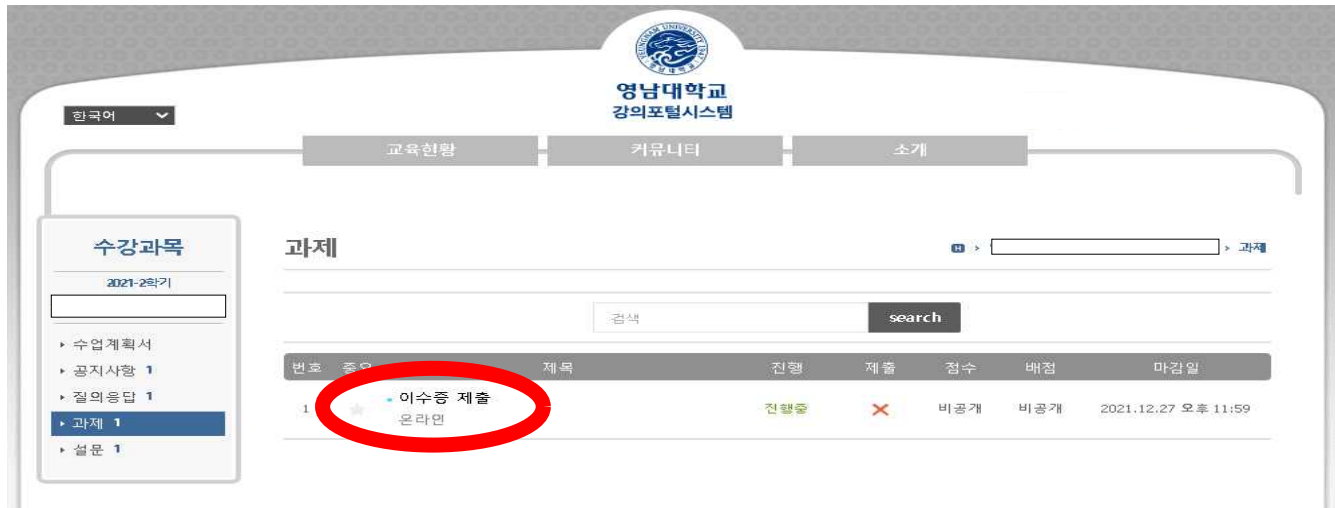 영남대학교
강의포털시스템
한국어
교육현황 커뮤니티 소개
수강과목
2021-2학기
▸ 수업계획서
▸ 공지사항 1
▸ 질의응답 1
▸ 과제 1
▸ 설문 1
과제
H > > 과제
검색 search
번호 중요 제목 진행 제출 점수 배점 마감일
1 이수증 제출 진행중 비공개 비공개 2021.12.27 오후 11:59
온라인